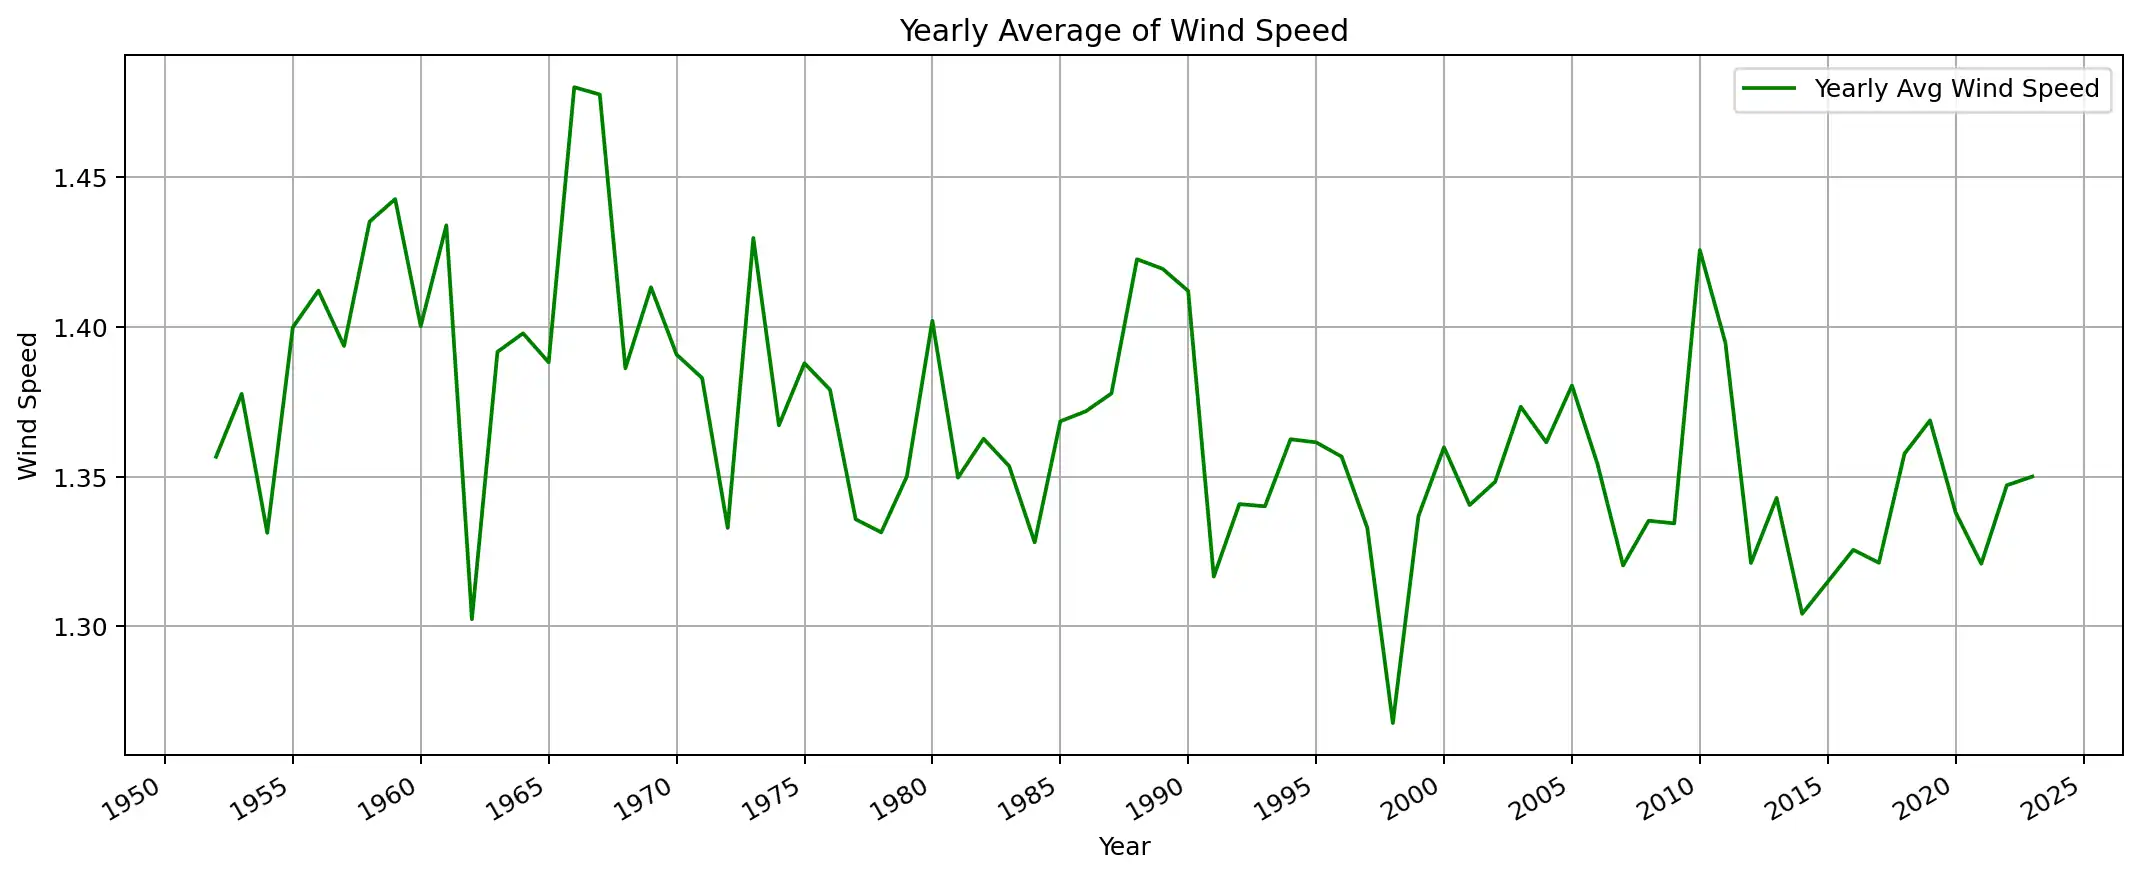 Yearly Average of Wind Speed
Yearly Avg Wind Speed
1.45
1.40
1.35
1.30
Wind Speed
1950 1955 1960 1965 1970 1975 1980 1985 1990 1995 2000 2005 2010 2015 2020 2025
Year